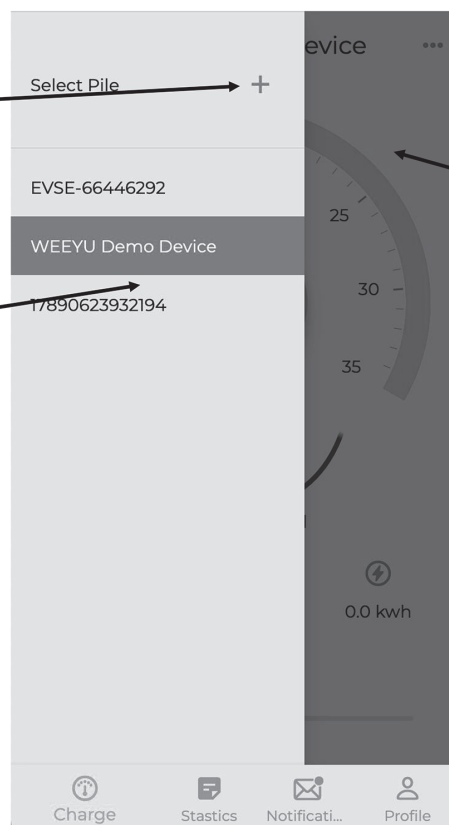 evice
Select Pile
EVSE-66446292
WEEYU Demo Device
17890623932194
25
30
35
0.0 kwh
Charge
Stastics
Notificati...
Profile